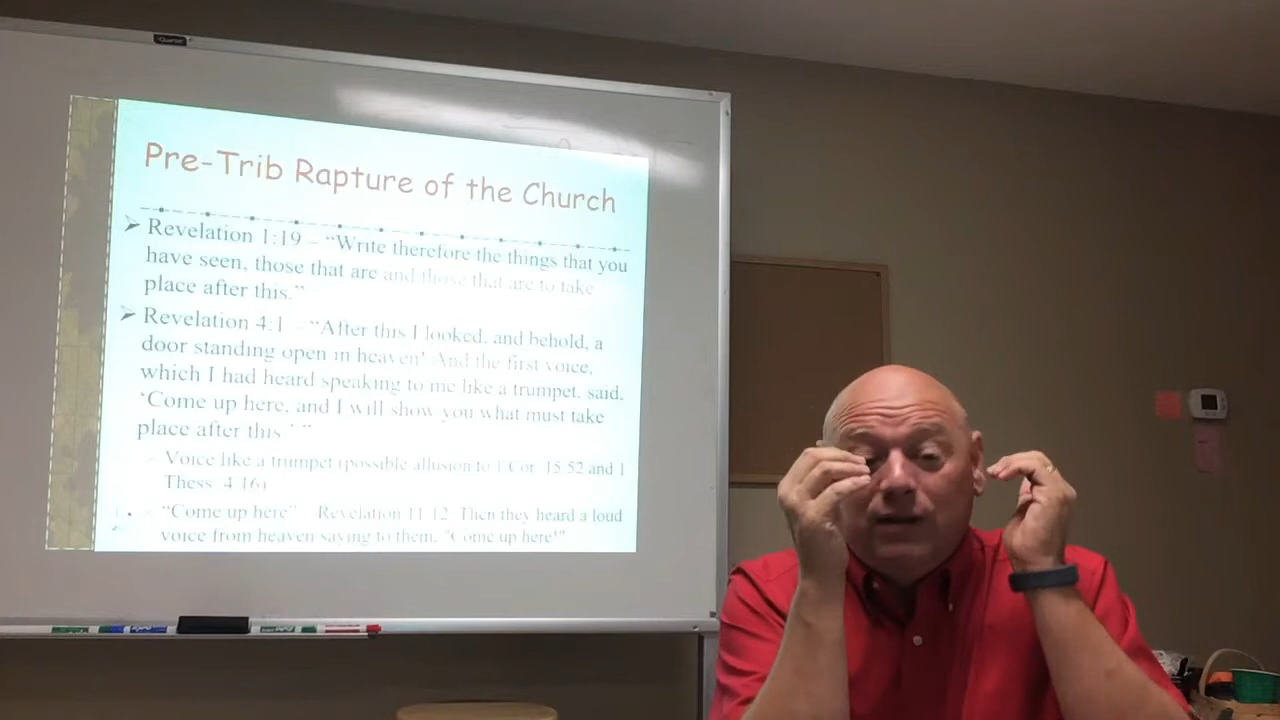 Pre-Trib Rapture of the Church
Revelation 1:19 – “Write therefore the things that you
have seen, those that are and those that are to take
place after this.”
Revelation 4:1 – “After this I looked, and behold, a
door standing open in heaven! And the first voice,
which I had heard speaking to me like a trumpet, said,
‘Come up here, and I will show you what must take
place after this.’ ”
Voice like a trumpet (possible allusion to 1 Cor. 15:52 and 1
Thess. 4:16)
“Come up here” – Revelation 11:12 Then they heard a loud
voice from heaven saying to them, "Come up here!"